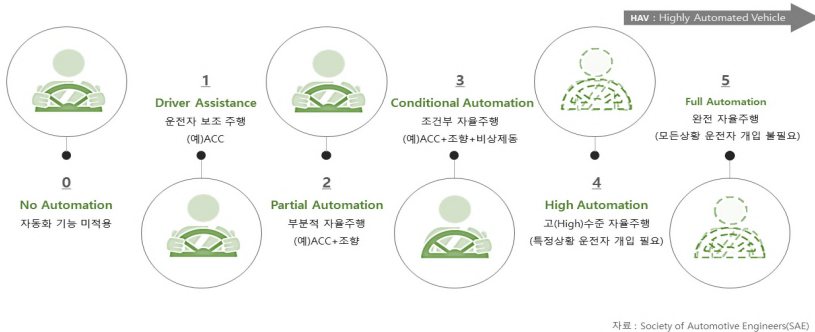 HAV : Highly Automated Vehicle
0
No Automation
자동화 기능 미적용
1
Driver Assistance
운전자 보조 주행
(예)ACC
2
Partial Automation
부분적 자율주행
(예)ACC+조향
3
Conditional Automation
조건부 자율주행
(예)ACC+조향+비상제동
4
High Automation
고(High)수준 자율주행
(특정상황 운전자 개입 필요)
5
Full Automation
완전 자율주행
(모든상황 운전자 개입 불필요)
자료 : Society of Automotive Engineers(SAE)